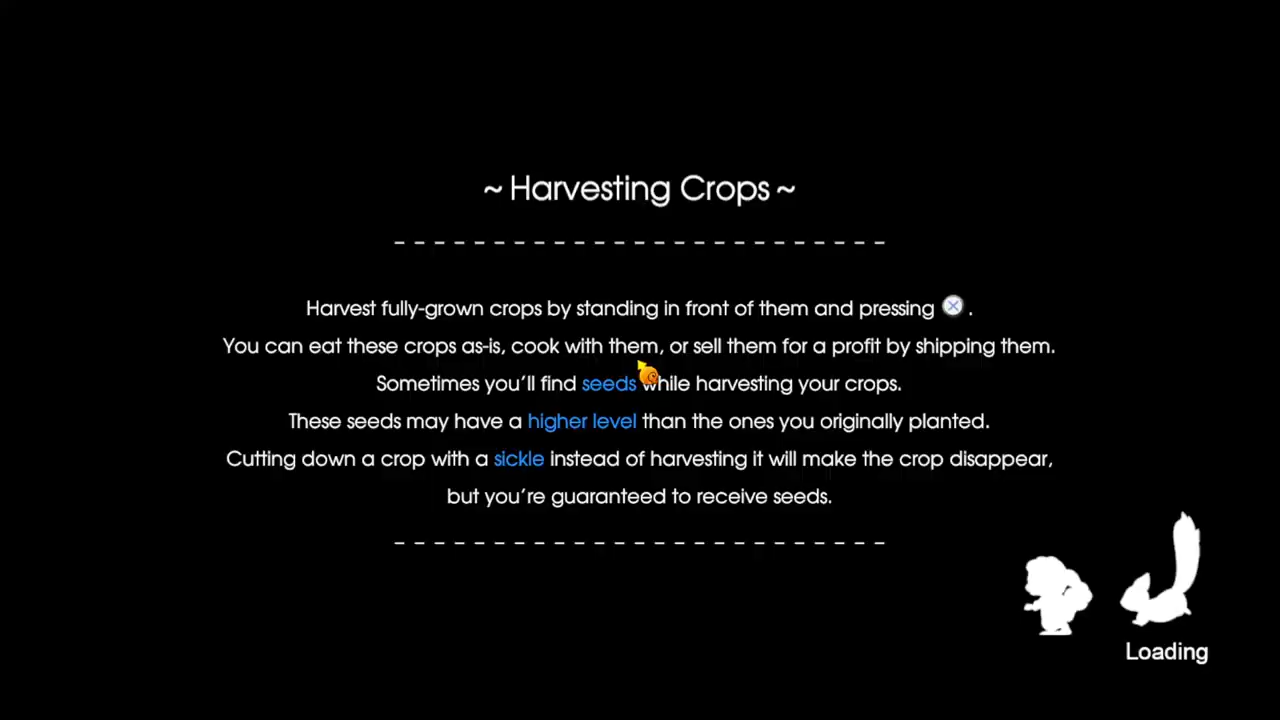 ~ Harvesting Crops ~
Harvest fully-grown crops by standing in front of them and pressing ⓧ.
You can eat these crops as-is, cook with them, or sell them for a profit by shipping them.
Sometimes you'll find seeds while harvesting your crops.
These seeds may have a higher level than the ones you originally planted.
Cutting down a crop with a sickle instead of harvesting it will make the crop disappear,
but you're guaranteed to receive seeds.
Loading